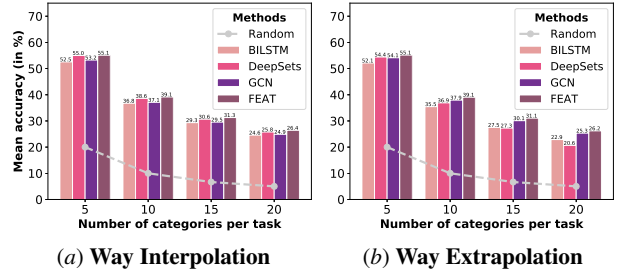 Mean accuracy (in %)
70
60
50
40
30
20
10
0
Methods
Random
BILSTM
DeepSets
GCN
FEAT
52.5 55.0 53.2 55.1
36.8 38.6 37.1 39.1
29.3 30.6 29.5 31.3
24.6 25.8 24.9 26.4
5 10 15 20
Number of categories per task
(a) Way Interpolation
70
60
50
40
30
20
10
0
Methods
Random
BILSTM
DeepSets
GCN
FEAT
52.1 54.4 54.1 55.1
35.5 36.9 37.9 39.1
27.5 27.3 30.1 31.1
22.9 20.6 25.3 26.2
5 10 15 20
Number of categories per task
(b) Way Extrapolation